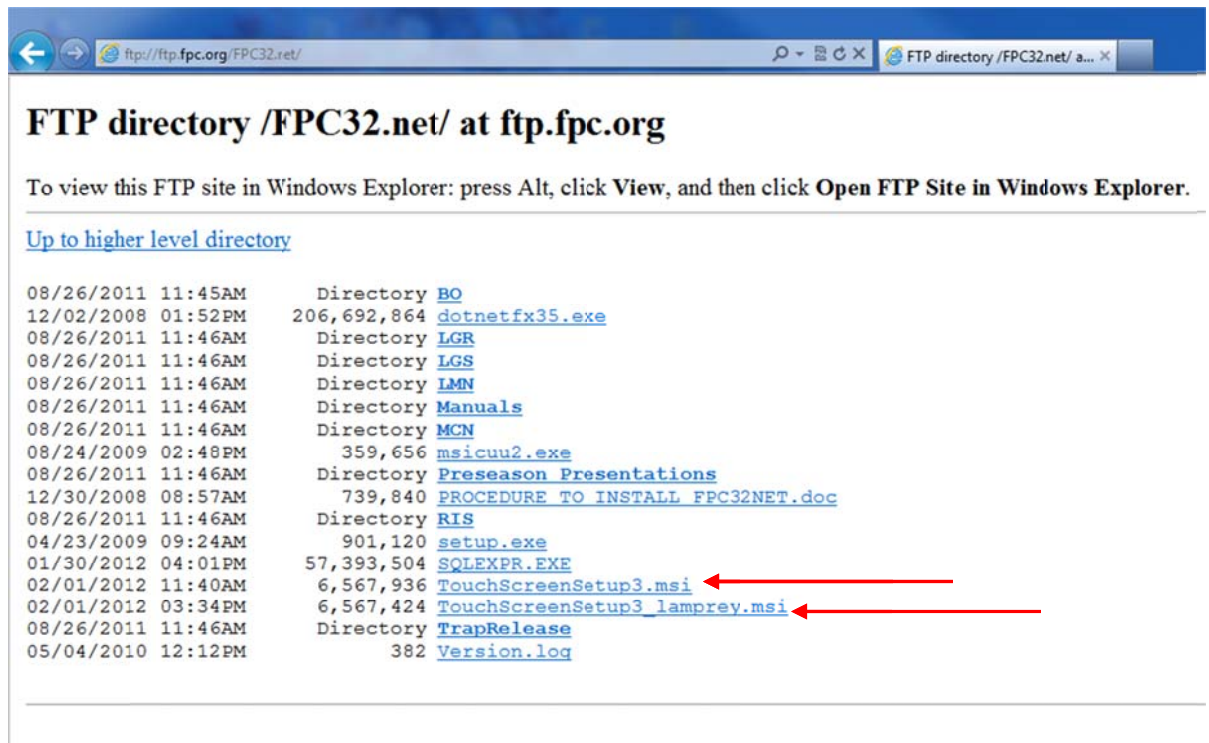 ftp://ftp.fpc.org/FPC32.net/
FTP directory /FPC32.net/ a...
FTP directory /FPC32.net/ at ftp.fpc.org
To view this FTP site in Windows Explorer: press Alt, click View, and then click Open FTP Site in Windows Explorer.
Up to higher level directory
08/26/2011 11:45AM Directory BO
12/02/2008 01:52PM 206,692,864 dotnetfx35.exe
08/26/2011 11:46AM Directory LGR
08/26/2011 11:46AM Directory LGS
08/26/2011 11:46AM Directory LMN
08/26/2011 11:46AM Directory Manuals
08/26/2011 11:46AM Directory MCN
08/24/2009 02:48PM 359,656 msicuu2.exe
08/26/2011 11:46AM Directory Preseason Presentations
12/30/2008 08:57AM 739,840 PROCEDURE TO INSTALL FPC32NET.doc
08/26/2011 11:46AM Directory RIS
04/23/2009 09:24AM 901,120 setup.exe
01/30/2012 04:01PM 57,393,504 SQLEXPR.EXE
02/01/2012 11:40AM 6,567,936 TouchScreenSetup3.msi
02/01/2012 03:34PM 6,567,424 TouchScreenSetup3_lamprey.msi
08/26/2011 11:46AM Directory TrapRelease
05/04/2010 12:12PM 382 Version.log